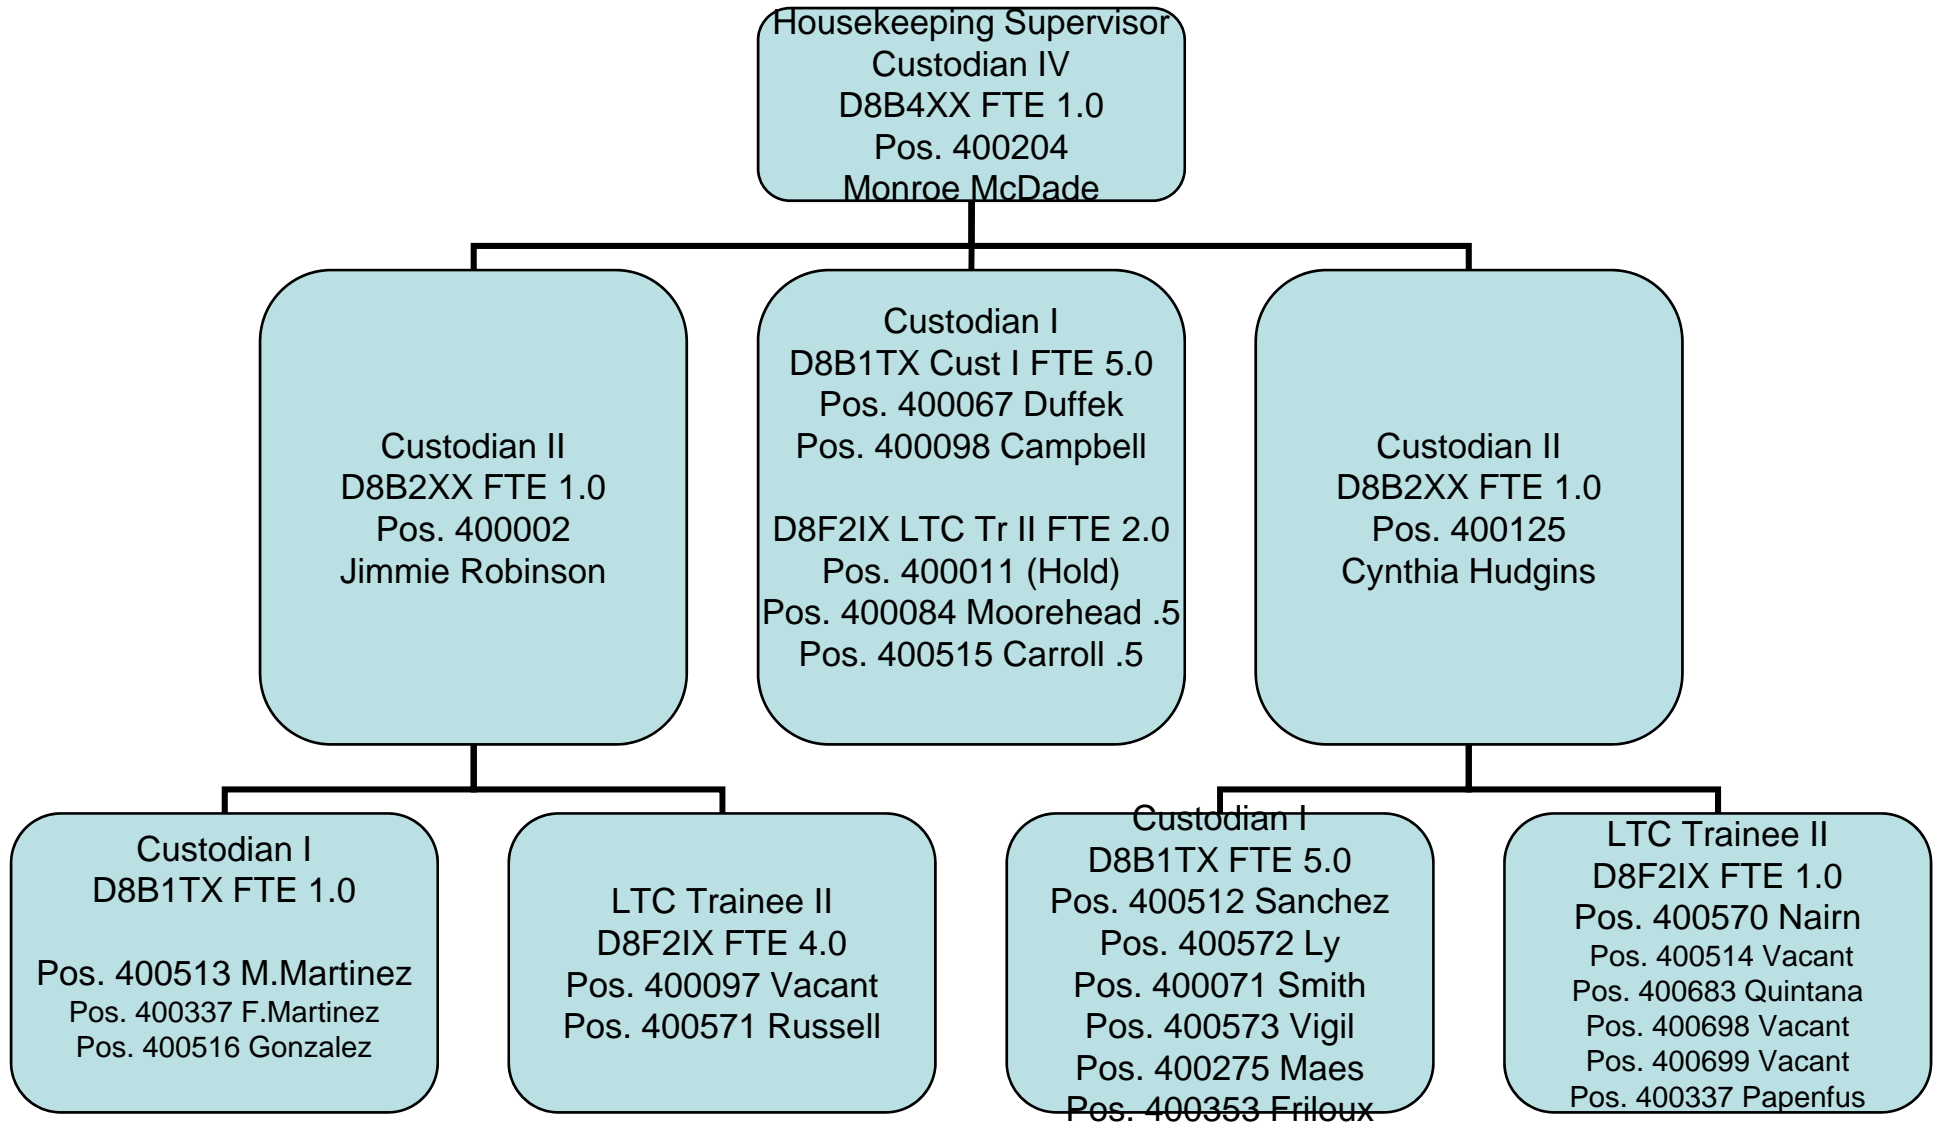 Housekeeping Supervisor
Custodian IV
D8B4XX FTE 1.0
Pos. 400204
Monroe McDade
Custodian II
D8B2XX FTE 1.0
Pos. 400002
Jimmie Robinson
Custodian I
D8B1TX Cust I FTE 5.0
Pos. 400067 Duffek
Pos. 400098 Campbell
D8F2IX LTC Tr II FTE 2.0
Pos. 400011 (Hold)
Pos. 400084 Moorehead .5
Pos. 400515 Carroll .5
Custodian II
D8B2XX FTE 1.0
Pos. 400125
Cynthia Hudgins
Custodian I
D8B1TX FTE 1.0
Pos. 400513 M.Martinez
Pos. 400337 F.Martinez
Pos. 400516 Gonzalez
LTC Trainee II
D8F2IX FTE 4.0
Pos. 400097 Vacant
Pos. 400571 Russell
Custodian I
D8B1TX FTE 5.0
Pos. 400512 Sanchez
Pos. 400572 Ly
Pos. 400071 Smith
Pos. 400573 Vigil
Pos. 400275 Maes
Pos. 400353 Friloux
LTC Trainee II
D8F2IX FTE 1.0
Pos. 400570 Nairn
Pos. 400514 Vacant
Pos. 400683 Quintana
Pos. 400698 Vacant
Pos. 400699 Vacant
Pos. 400337 Papenfus